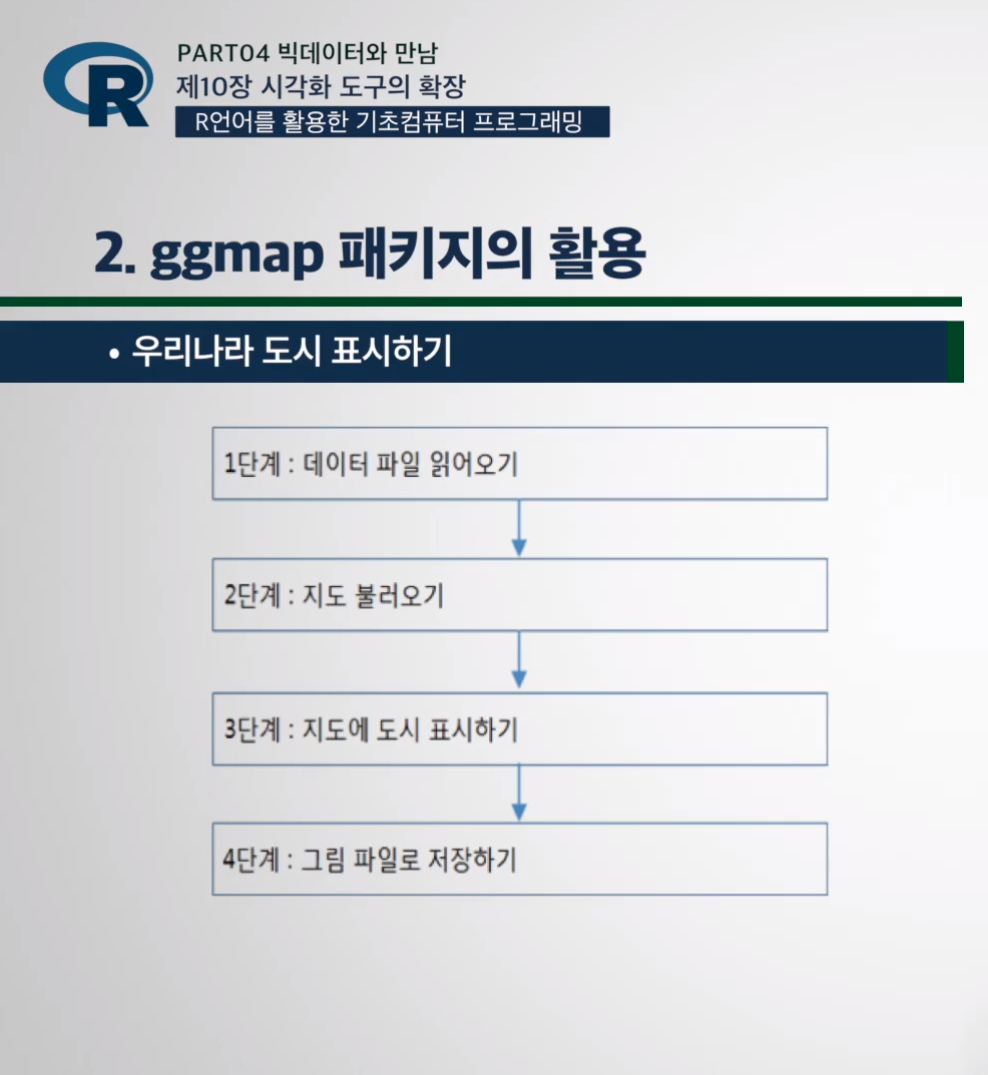 R
PART04 빅데이터와 만남
제10장 시각화 도구의 확장
R언어를 활용한 기초컴퓨터 프로그래밍
2. ggmap 패키지의 활용
• 우리나라 도시 표시하기
1단계 : 데이터 파일 읽어오기
2단계 : 지도 불러오기
3단계 : 지도에 도시 표시하기
4단계 : 그림 파일로 저장하기